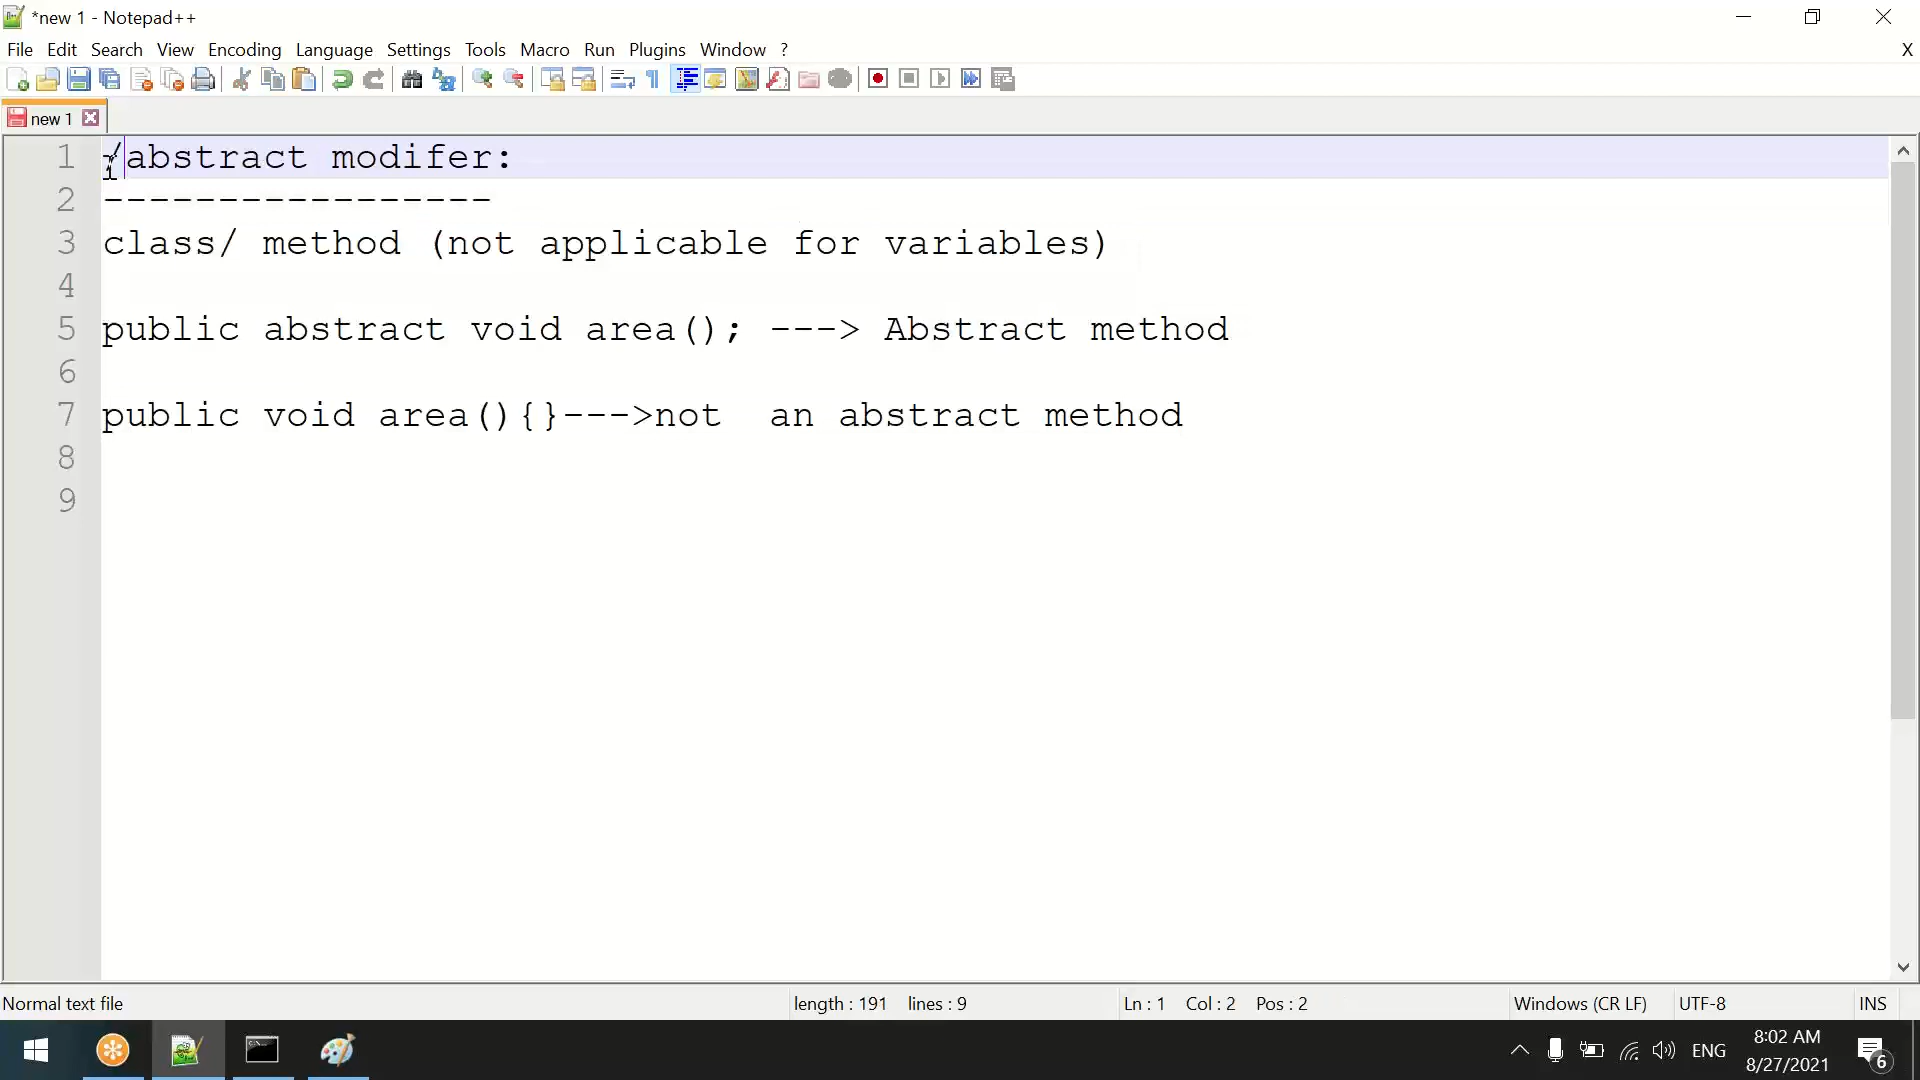 *new 1 - Notepad++
File Edit Search View Encoding Language Settings Tools Macro Run Plugins Window ? X
new 1
1 /abstract modifer:
2 -----------------
3 class/ method (not applicable for variables)
4
5 public abstract void area(); ---> Abstract method
6
7 public void area(){}--->not  an abstract method
8
9
Normal text file length : 191 lines : 9 Ln : 1 Col : 2 Pos : 2 Windows (CR LF) UTF-8 INS
ENG 8:02 AM
8/27/2021 6